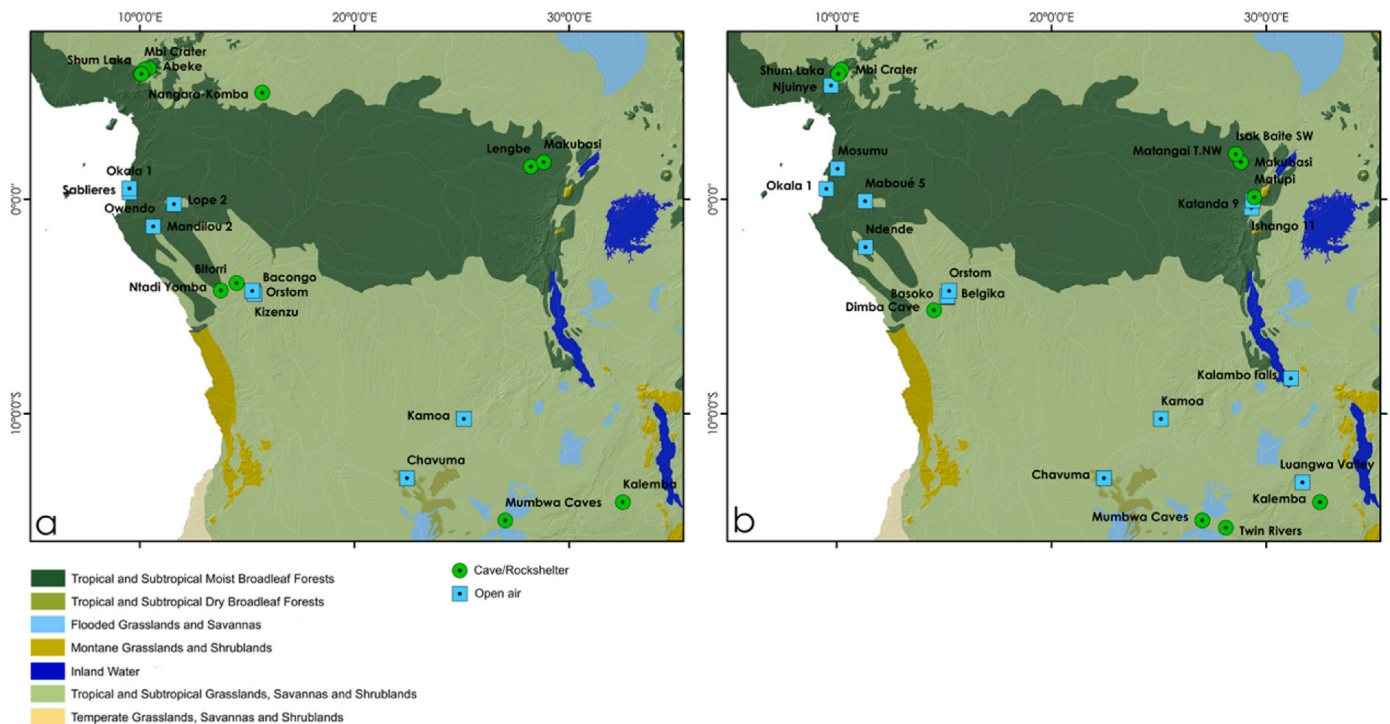 10°0'0"E
20°0'0"E
30°0'0"E
10°0'0"E
20°0'0"E
30°0'0"E
0°0'0"
10°0'0"S
0°0'0"
10°0'0"S
Mbi Crater
Shum Laka
Abeke
Nangara-Komba
Lengbe
Makubasi
Okala 1
Sablieres
Owendo
Lope 2
Mandilou 2
Bitorri
Ntadi Yomba
Bacongo
Orstom
Kizenzu
Kamoa
Chavuma
Kalemba
Mumbwa Caves
a
Shum Laka
Mbi Crater
Njuinye
Isak Baite SW
Matangai T.NW
Makubasi
Mosumu
Matupi
Okala 1
Maboué 5
Katanda 9
Ishango 11
Ndende
Orstom
Basoko
Belgika
Dimba Cave
Kalambo falls
Kamoa
Luangwa Valley
Chavuma
Kalemba
Mumbwa Caves
Twin Rivers
b
Tropical and Subtropical Moist Broadleaf Forests
Tropical and Subtropical Dry Broadleaf Forests
Flooded Grasslands and Savannas
Montane Grasslands and Shrublands
Inland Water
Tropical and Subtropical Grasslands, Savannas and Shrublands
Temperate Grasslands, Savannas and Shrublands
Cave/Rockshelter
Open air